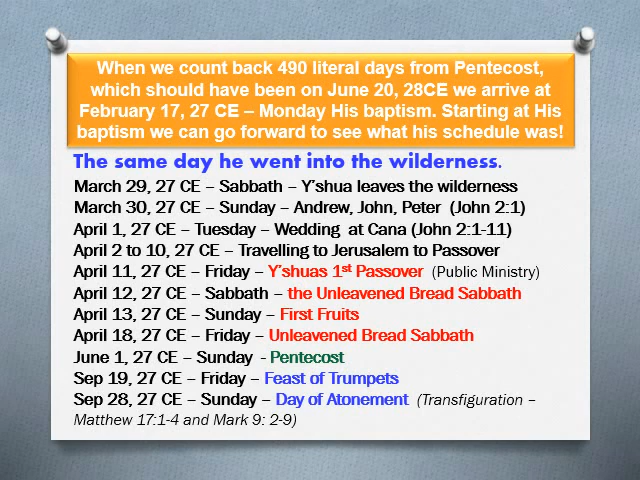 When we count back 490 literal days from Pentecost,
which should have been on June 20, 28CE we arrive at
February 17, 27 CE – Monday His baptism. Starting at His
baptism we can go forward to see what his schedule was!
The same day he went into the wilderness.
March 29, 27 CE – Sabbath – Y'shua leaves the wilderness
March 30, 27 CE – Sunday – Andrew, John, Peter (John 2:1)
April 1, 27 CE – Tuesday – Wedding at Cana (John 2:1-11)
April 2 to 10, 27 CE – Travelling to Jerusalem to Passover
April 11, 27 CE – Friday – Y'shuas 1st Passover (Public Ministry)
April 12, 27 CE – Sabbath – the Unleavened Bread Sabbath
April 13, 27 CE – Sunday – First Fruits
April 18, 27 CE – Friday – Unleavened Bread Sabbath
June 1, 27 CE – Sunday - Pentecost
Sep 19, 27 CE – Friday – Feast of Trumpets
Sep 28, 27 CE – Sunday – Day of Atonement (Transfiguration –
Matthew 17:1-4 and Mark 9: 2-9)